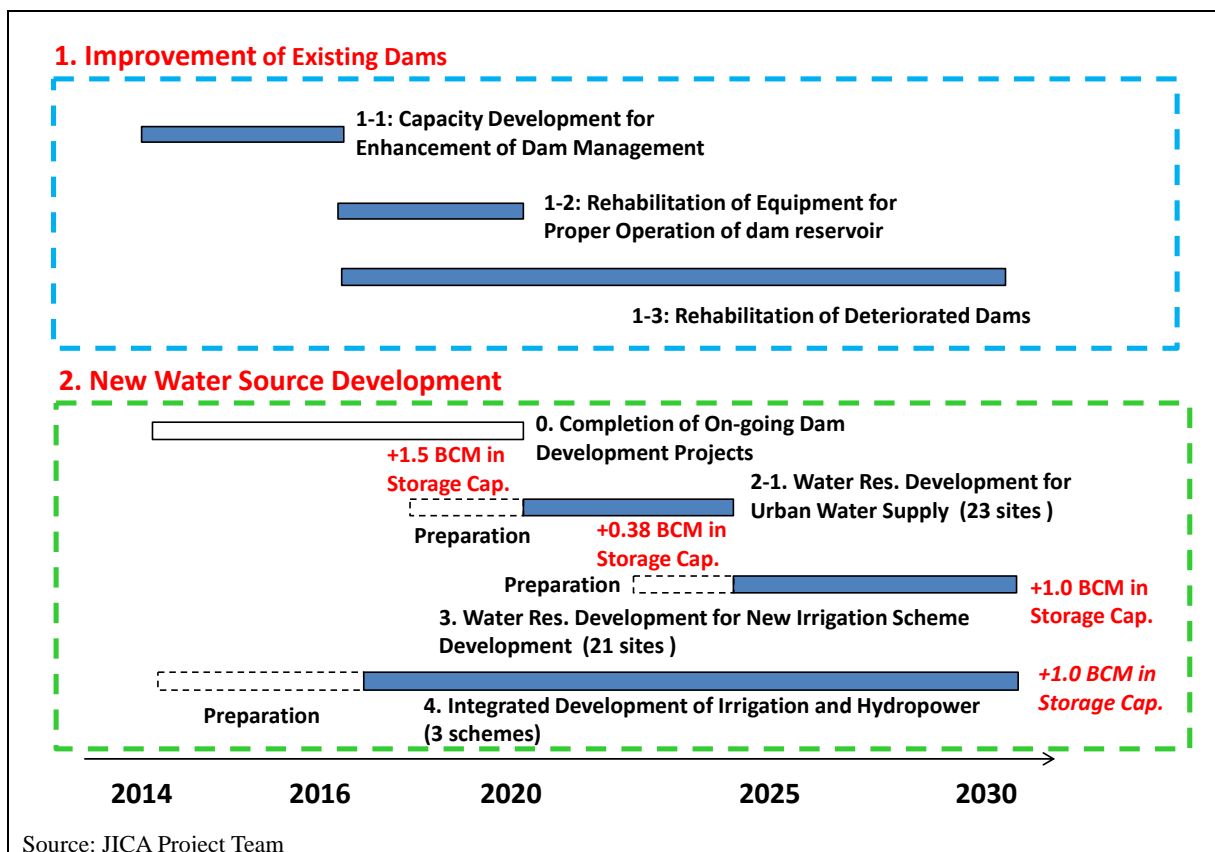 1. Improvement of Existing Dams
1-1: Capacity Development for
Enhancement of Dam Management
1-2: Rehabilitation of Equipment for
Proper Operation of dam reservoir
1-3: Rehabilitation of Deteriorated Dams
2. New Water Source Development
0. Completion of On-going Dam
Development Projects
+1.5 BCM in
Storage Cap.
2-1. Water Res. Development for
Urban Water Supply (23 sites )
Preparation
+0.38 BCM in
Storage Cap.
Preparation
+1.0 BCM in
Storage Cap.
3. Water Res. Development for New Irrigation Scheme
Development (21 sites )
+1.0 BCM in
Storage Cap.
Preparation
4. Integrated Development of Irrigation and Hydropower
(3 schemes)
2014 2016 2020 2025 2030
Source: JICA Project Team